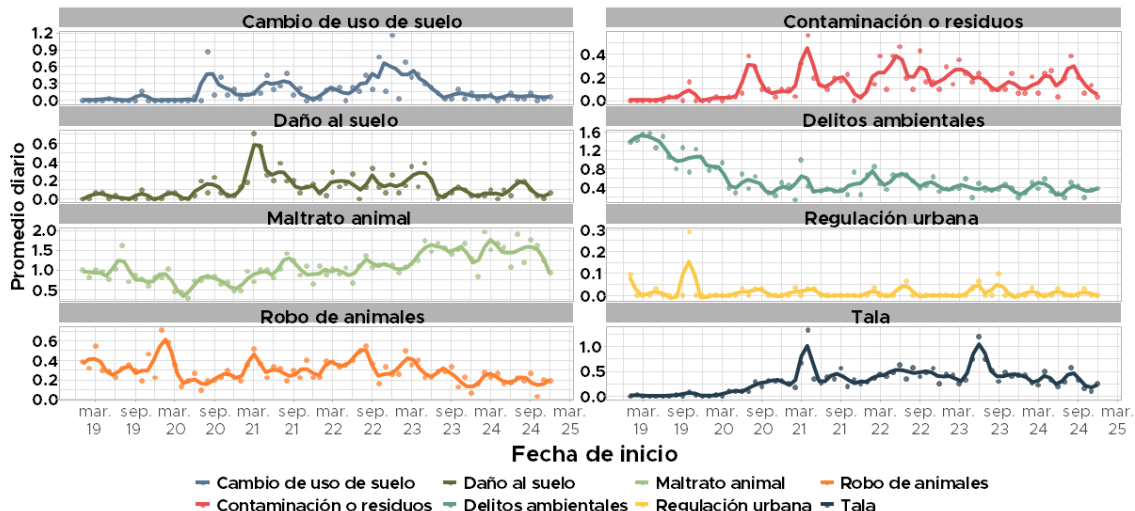 Cambio de uso de suelo
Contaminación o residuos
1.2
0.9
0.6
0.3
0.0
0.4
0.2
0.0
Daño al suelo
Delitos ambientales
0.6
0.4
0.2
0.0
1.6
1.2
0.8
0.4
Maltrato animal
Regulación urbana
2.0
1.5
1.0
0.5
0.3
0.2
0.1
0.0
Robo de animales
Tala
0.6
0.4
0.2
0.0
1.0
0.5
0.0
Promedio diario
mar. sep. mar. sep. mar. sep. mar. sep. mar. sep. mar. sep. mar.
19 19 20 20 21 21 22 22 23 23 24 24 25
mar. sep. mar. sep. mar. sep. mar. sep. mar. sep. mar. sep. mar.
19 19 20 20 21 21 22 22 23 23 24 24 25
Fecha de inicio
Cambio de uso de suelo Daño al suelo Maltrato animal Robo de animales
Contaminación o residuos Delitos ambientales Regulación urbana Tala